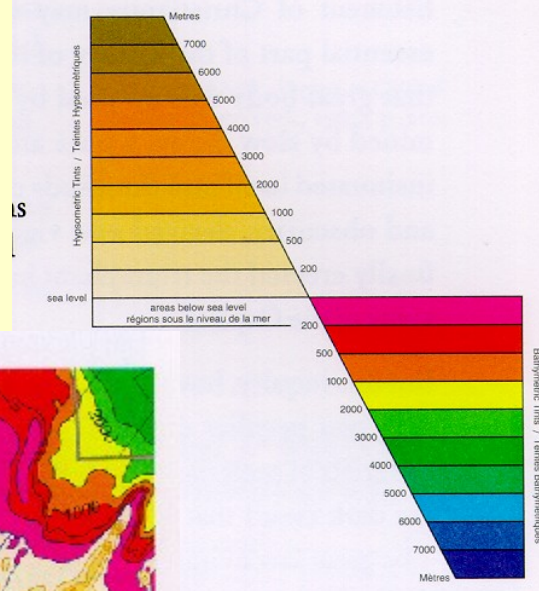 Metres
7000
6000
5000
4000
3000
2000
1000
500
200
Hypsometric Tints / Teintes Hypsométriques
sea level
areas below sea level
régions sous le niveau de la mer
200
500
1000
2000
3000
4000
5000
6000
7000
Mètres
Bathymetric Tints / Teintes Bathymétriques